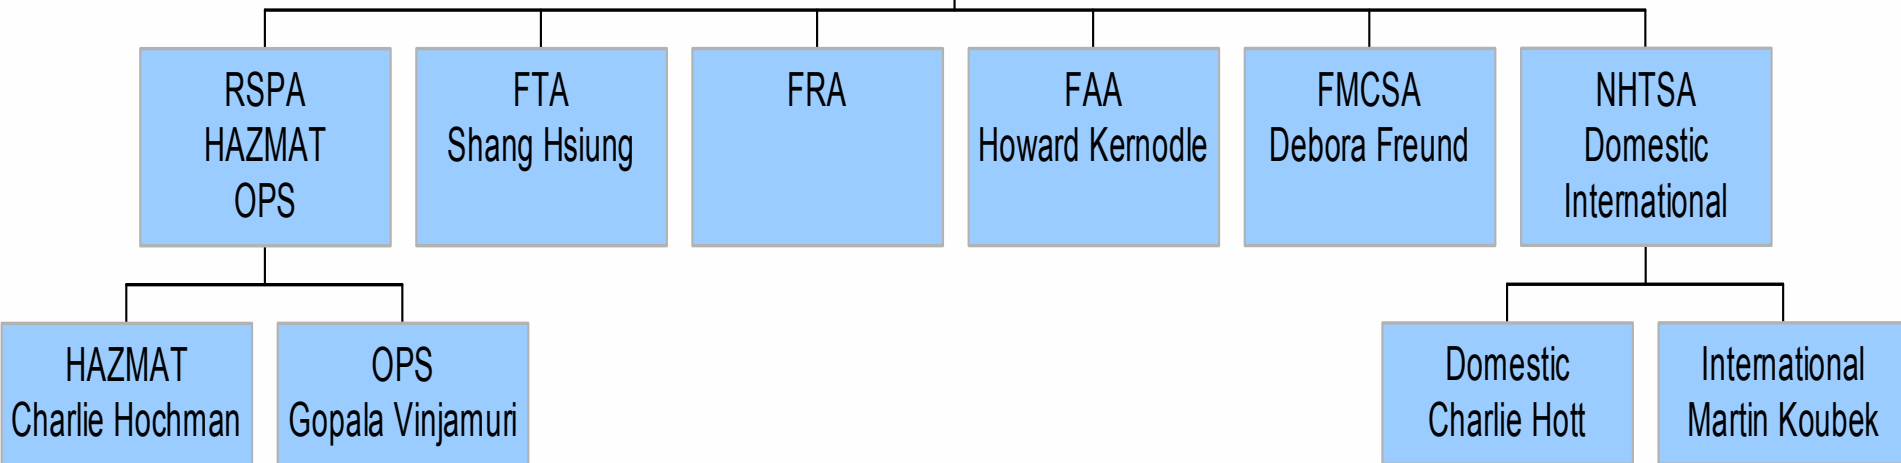 RSPA
HAZMAT
OPS
FTA
Shang Hsiung
FRA
FAA
Howard Kernodle
FMCSA
Debora Freund
NHTSA
Domestic
International
HAZMAT
Charlie Hochman
OPS
Gopala Vinjamuri
Domestic
Charlie Hott
International
Martin Koubek